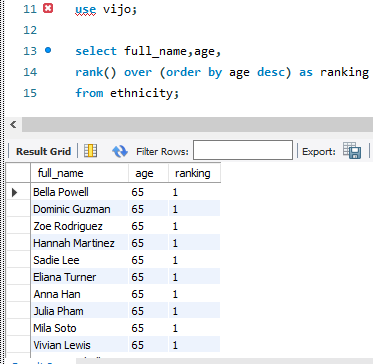 11 use vijo;
12
13 select full_name,age,
14 rank() over (order by age desc) as ranking
15 from ethnicity;
Result Grid Filter Rows: Export:
full_name age ranking
Bella Powell 65 1
Dominic Guzman 65 1
Zoe Rodriguez 65 1
Hannah Martinez 65 1
Sadie Lee 65 1
Eliana Turner 65 1
Anna Han 65 1
Julia Pham 65 1
Mila Soto 65 1
Vivian Lewis 65 1